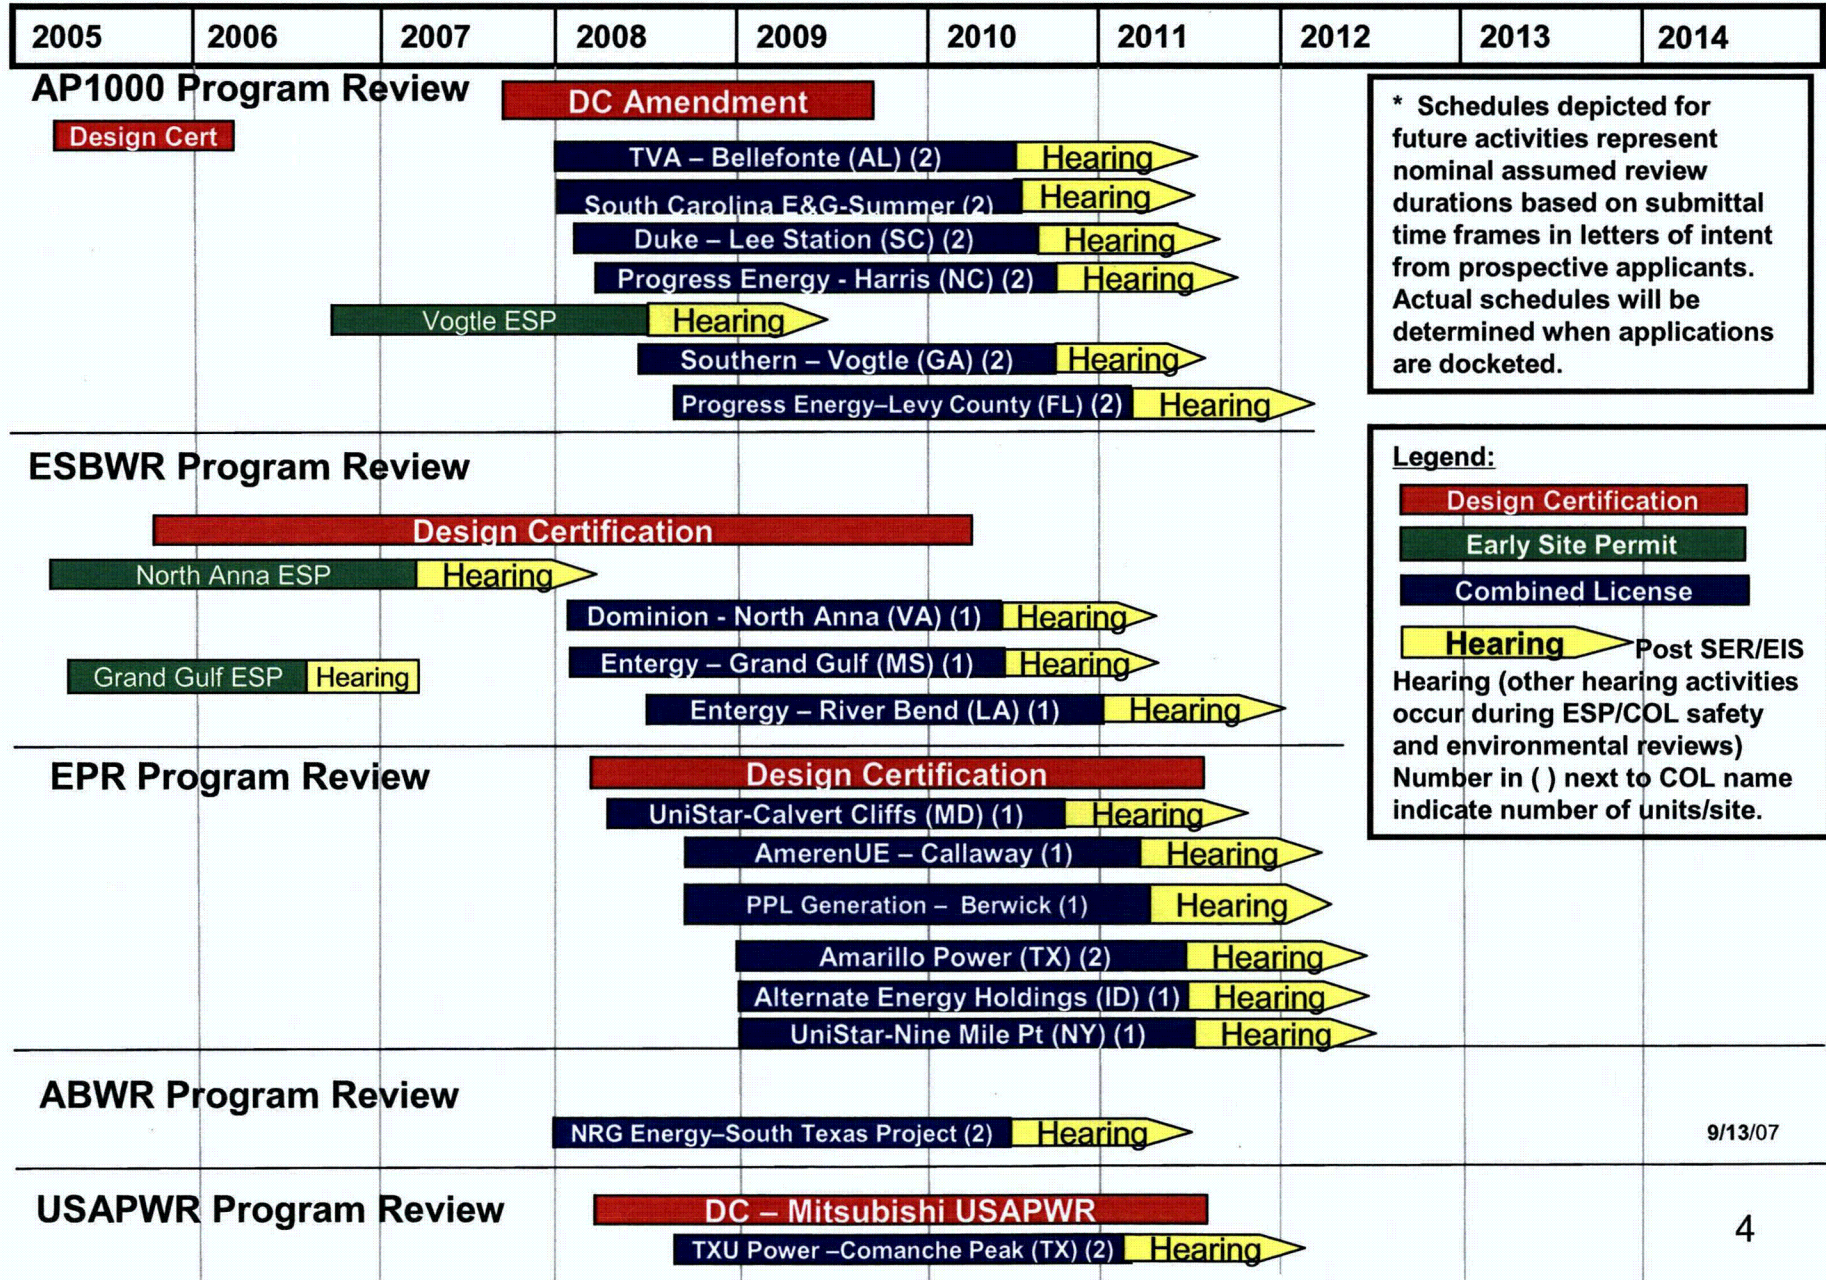 2005 2006 2007 2008 2009 2010 2011 2012 2013 2014
AP1000 Program Review
DC Amendment
Design Cert
TVA – Bellefonte (AL) (2) Hearing
South Carolina E&G-Summer (2) Hearing
Duke – Lee Station (SC) (2) Hearing
Progress Energy - Harris (NC) (2) Hearing
Vogtle ESP Hearing
Southern – Vogtle (GA) (2) Hearing
Progress Energy–Levy County (FL) (2) Hearing
* Schedules depicted for
future activities represent
nominal assumed review
durations based on submittal
time frames in letters of intent
from prospective applicants.
Actual schedules will be
determined when applications
are docketed.
ESBWR Program Review
Design Certification
North Anna ESP Hearing
Dominion - North Anna (VA) (1) Hearing
Entergy – Grand Gulf (MS) (1) Hearing
Grand Gulf ESP Hearing
Entergy – River Bend (LA) (1) Hearing
Legend:
Design Certification
Early Site Permit
Combined License
Hearing Post SER/EIS
Hearing (other hearing activities
occur during ESP/COL safety
and environmental reviews)
Number in ( ) next to COL name
indicate number of units/site.
EPR Program Review
Design Certification
UniStar-Calvert Cliffs (MD) (1) Hearing
AmerenUE – Callaway (1) Hearing
PPL Generation – Berwick (1) Hearing
Amarillo Power (TX) (2) Hearing
Alternate Energy Holdings (ID) (1) Hearing
UniStar-Nine Mile Pt (NY) (1) Hearing
ABWR Program Review
NRG Energy–South Texas Project (2) Hearing
9/13/07
USAPWR Program Review
DC – Mitsubishi USAPWR
TXU Power –Comanche Peak (TX) (2) Hearing
4